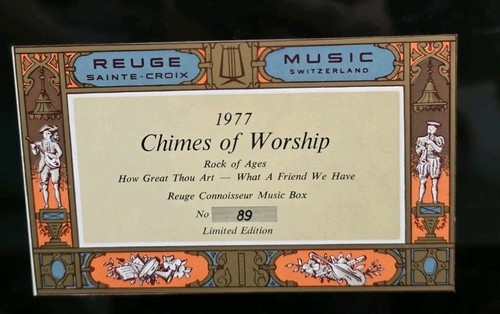 REUGE MUSIC
SAINTE-CROIX SWITZERLAND
1977
Chimes of Worship
Rock of Ages
How Great Thou Art — What A Friend We Have
Reuge Connoisseur Music Box
No 89
Limited Edition